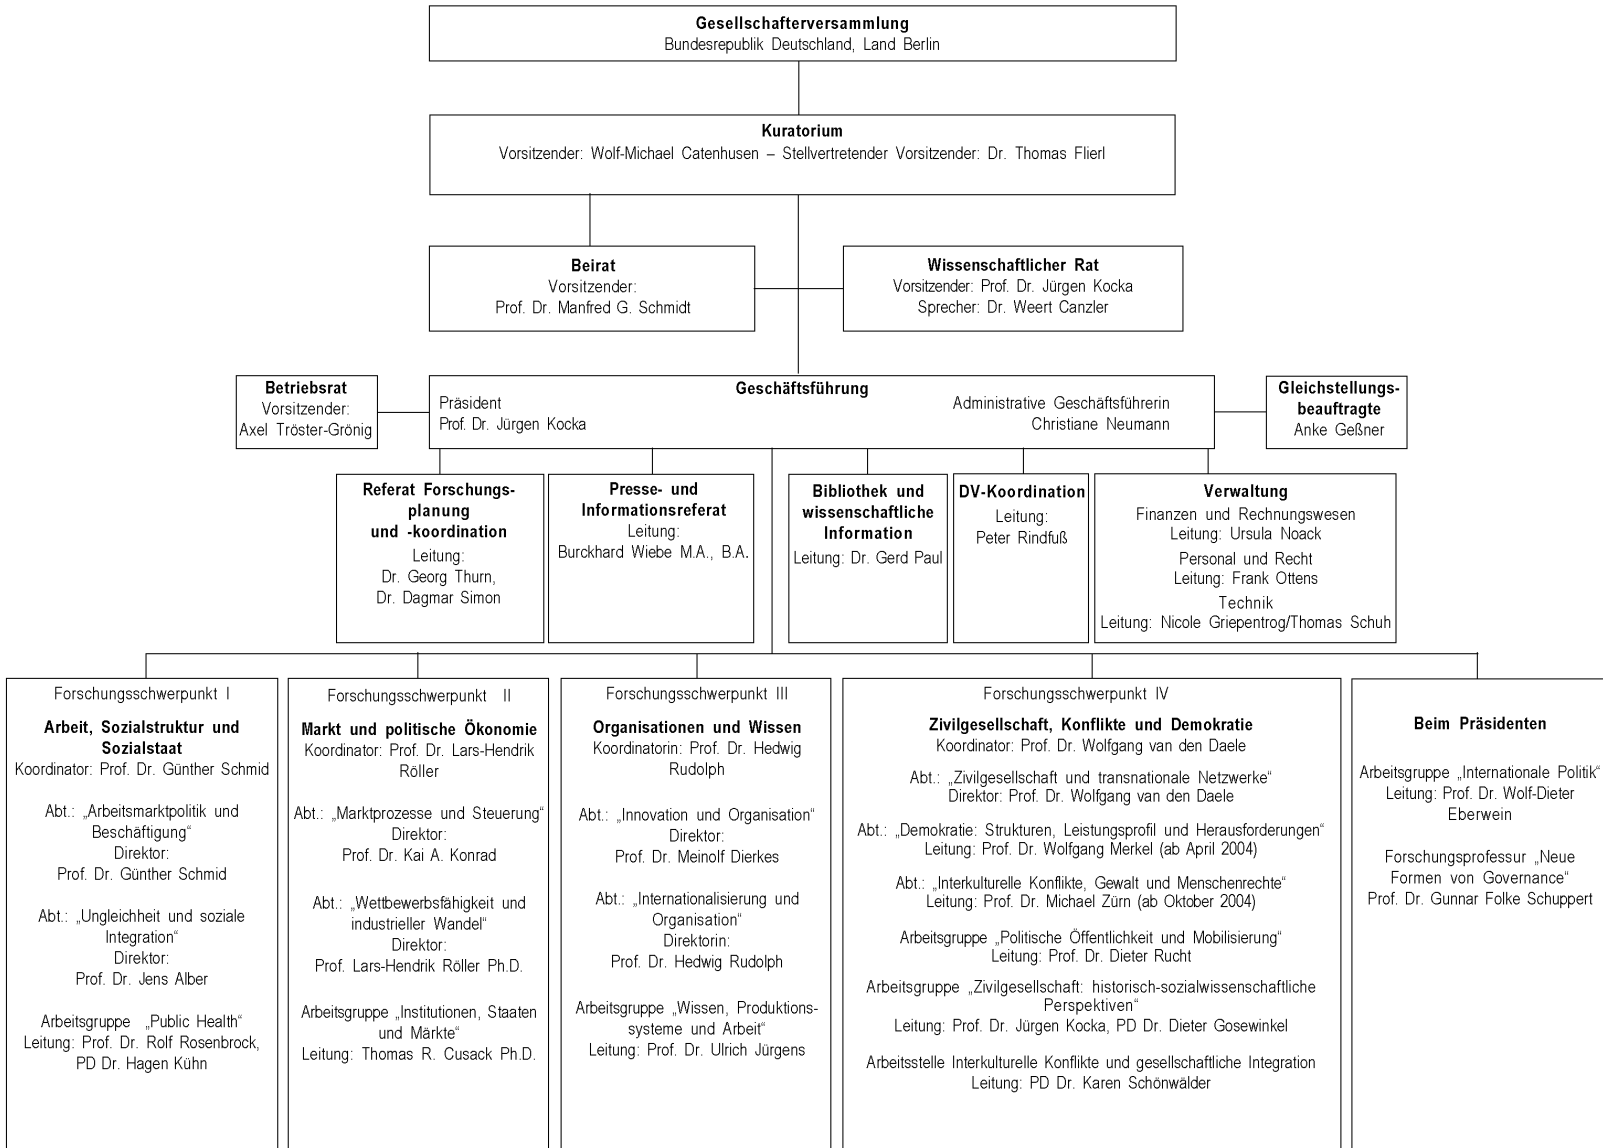 Gesellschafterversammlung
Bundesrepublik Deutschland, Land Berlin
Kuratorium
Vorsitzender: Wolf-Michael Catenhusen – Stellvertretender Vorsitzender: Dr. Thomas Flierl
Beirat
Vorsitzender:
Prof. Dr. Manfred G. Schmidt
Wissenschaftlicher Rat
Vorsitzender: Prof. Dr. Jürgen Kocka
Sprecher: Dr. Weert Canzler
Betriebsrat
Vorsitzender:
Axel Tröster-Grönig
Geschäftsführung
Präsident
Prof. Dr. Jürgen Kocka
Administrative Geschäftsführerin
Christiane Neumann
Gleichstellungs-
beauftragte
Anke Geßner
Referat Forschungs-
planung
und -koordination
Leitung:
Dr. Georg Thurn,
Dr. Dagmar Simon
Presse- und
Informationsreferat
Leitung:
Burckhard Wiebe M.A., B.A.
Bibliothek und
wissenschaftliche
Information
Leitung: Dr. Gerd Paul
DV-Koordination
Leitung:
Peter Rindfuß
Verwaltung
Finanzen und Rechnungswesen
Leitung: Ursula Noack
Personal und Recht
Leitung: Frank Ottens
Technik
Leitung: Nicole Griepentrog/Thomas Schuh
Forschungsschwerpunkt I
Arbeit, Sozialstruktur und
Sozialstaat
Koordinator: Prof. Dr. Günther Schmid
Abt.: „Arbeitsmarktpolitik und
Beschäftigung“
Direktor:
Prof. Dr. Günther Schmid
Abt.: „Ungleichheit und soziale
Integration“
Direktor:
Prof. Dr. Jens Alber
Arbeitsgruppe „Public Health“
Leitung: Prof. Dr. Rolf Rosenbrock,
PD Dr. Hagen Kühn
Forschungsschwerpunkt II
Markt und politische Ökonomie
Koordinator: Prof. Dr. Lars-Hendrik
Röller
Abt.: „Marktprozesse und Steuerung“
Direktor:
Prof. Dr. Kai A. Konrad
Abt.: „Wettbewerbsfähigkeit und
industrieller Wandel“
Direktor:
Prof. Lars-Hendrik Röller Ph.D.
Arbeitsgruppe „Institutionen, Staaten
und Märkte“
Leitung: Thomas R. Cusack Ph.D.
Forschungsschwerpunkt III
Organisationen und Wissen
Koordinatorin: Prof. Dr. Hedwig
Rudolph
Abt.: „Innovation und Organisation“
Direktor:
Prof. Dr. Meinolf Dierkes
Abt.: „Internationalisierung und
Organisation“
Direktorin:
Prof. Dr. Hedwig Rudolph
Arbeitsgruppe „Wissen, Produktions-
systeme und Arbeit“
Leitung: Prof. Dr. Ulrich Jürgens
Forschungsschwerpunkt IV
Zivilgesellschaft, Konflikte und Demokratie
Koordinator: Prof. Dr. Wolfgang van den Daele
Abt.: „Zivilgesellschaft und transnationale Netzwerke“
Direktor: Prof. Dr. Wolfgang van den Daele
Abt.: „Demokratie: Strukturen, Leistungsprofil und Herausforderungen“
Leitung: Prof. Dr. Wolfgang Merkel (ab April 2004)
Abt.: „Interkulturelle Konflikte, Gewalt und Menschenrechte“
Leitung: Prof. Dr. Michael Zürn (ab Oktober 2004)
Arbeitsgruppe „Politische Öffentlichkeit und Mobilisierung“
Leitung: Prof. Dr. Dieter Rucht
Arbeitsgruppe „Zivilgesellschaft: historisch-sozialwissenschaftliche
Perspektiven“
Leitung: Prof. Dr. Jürgen Kocka, PD Dr. Dieter Gosewinkel
Arbeitsstelle Interkulturelle Konflikte und gesellschaftliche Integration
Leitung: PD Dr. Karen Schönwälder
Beim Präsidenten
Arbeitsgruppe „Internationale Politik“
Leitung: Prof. Dr. Wolf-Dieter
Eberwein
Forschungsprofessur „Neue
Formen von Governance“
Prof. Dr. Gunnar Folke Schuppert